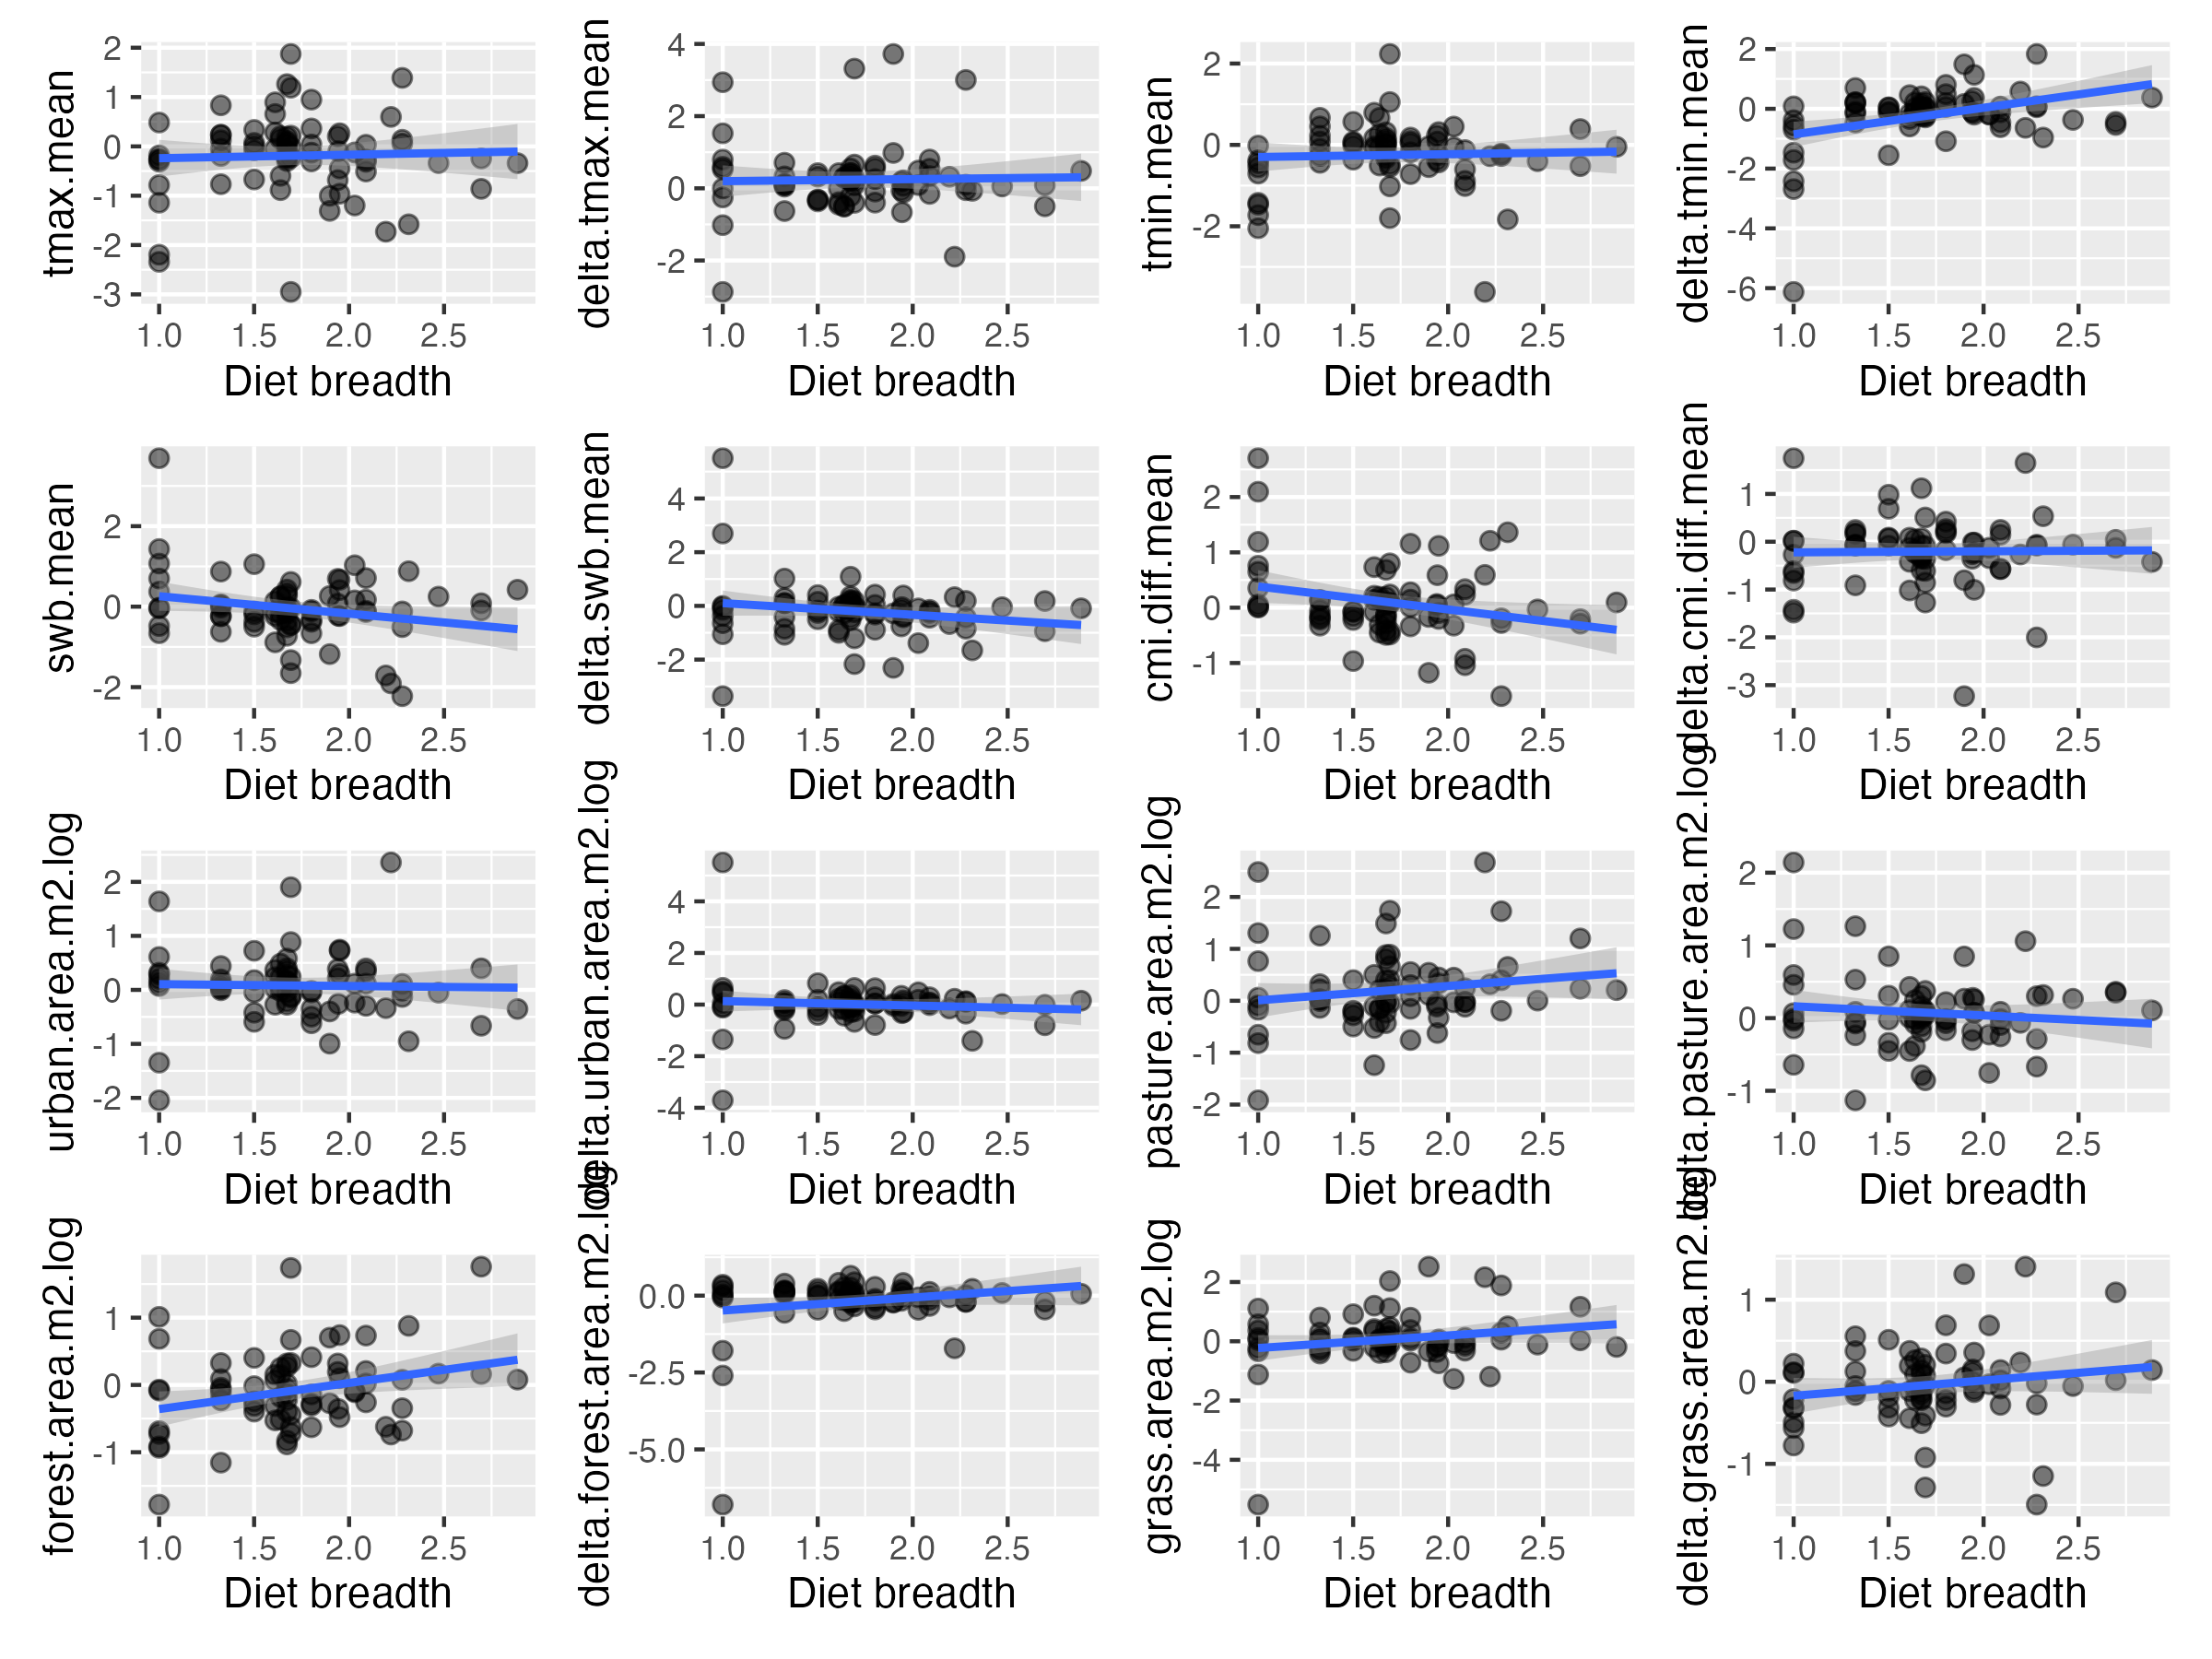 tmax.mean
2
1
0
-1
-2
-3
1.0 1.5 2.0 2.5
Diet breadth
delta.tmax.mean
4
2
0
-2
1.0 1.5 2.0 2.5
Diet breadth
tmin.mean
2
0
-2
1.0 1.5 2.0 2.5
Diet breadth
delta.tmin.mean
2
0
-2
-4
-6
1.0 1.5 2.0 2.5
Diet breadth
swb.mean
2
0
-2
1.0 1.5 2.0 2.5
Diet breadth
delta.swb.mean
4
2
0
-2
1.0 1.5 2.0 2.5
Diet breadth
cmi.diff.mean
2
1
0
-1
1.0 1.5 2.0 2.5
Diet breadth
delta.cmi.diff.mean
1
0
-1
-2
-3
1.0 1.5 2.0 2.5
Diet breadth
urban.area.m2.log
2
1
0
-1
-2
1.0 1.5 2.0 2.5
Diet breadth
delta.urban.area.m2.log
4
2
0
-2
-4
1.0 1.5 2.0 2.5
Diet breadth
pasture.area.m2.log
2
1
0
-1
-2
1.0 1.5 2.0 2.5
Diet breadth
delta.pasture.area.m2.log
2
1
0
-1
1.0 1.5 2.0 2.5
Diet breadth
forest.area.m2.log
1
0
-1
1.0 1.5 2.0 2.5
Diet breadth
delta.forest.area.m2.log
0.0
-2.5
-5.0
1.0 1.5 2.0 2.5
Diet breadth
grass.area.m2.log
2
0
-2
-4
1.0 1.5 2.0 2.5
Diet breadth
delta.grass.area.m2.log
1
0
-1
1.0 1.5 2.0 2.5
Diet breadth